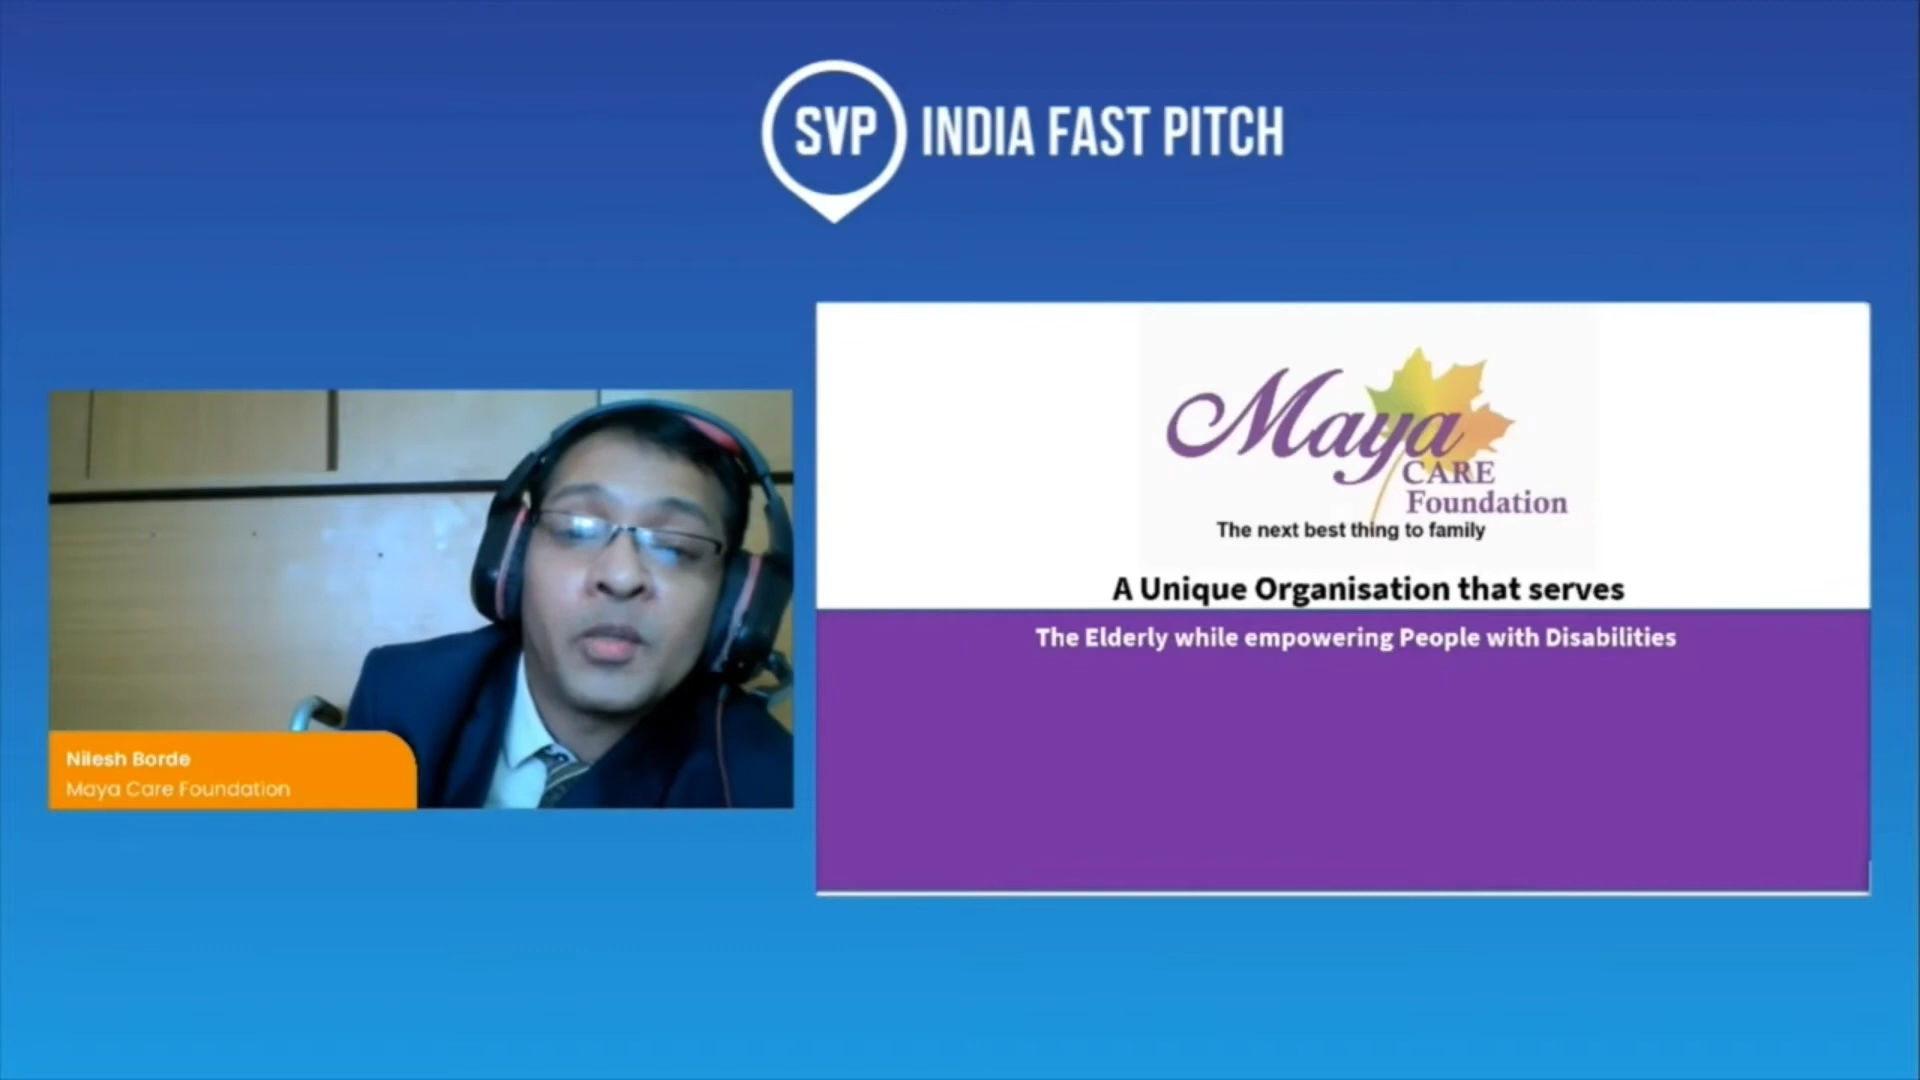 SVP INDIA FAST PITCH
Maya
CARE
Foundation
The next best thing to family
A Unique Organisation that serves
The Elderly while empowering People with Disabilities
Nilesh Borde
Maya Care Foundation